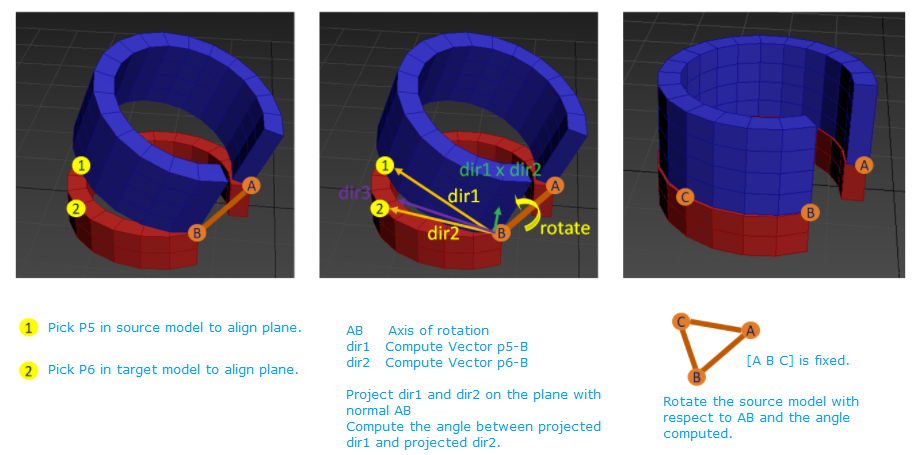 1
2
A
B
1
2
dir3
dir1 x dir2
dir1
dir2
A
B
rotate
A
C
B
1 Pick P5 in source model to align plane.
2 Pick P6 in target model to align plane.
AB Axis of rotation
dir1 Compute Vector p5-B
dir2 Compute Vector p6-B
Project dir1 and dir2 on the plane with
normal AB
Compute the angle between projected
dir1 and projected dir2.
C
A
B
[A B C] is fixed.
Rotate the source model with
respect to AB and the angle
computed.